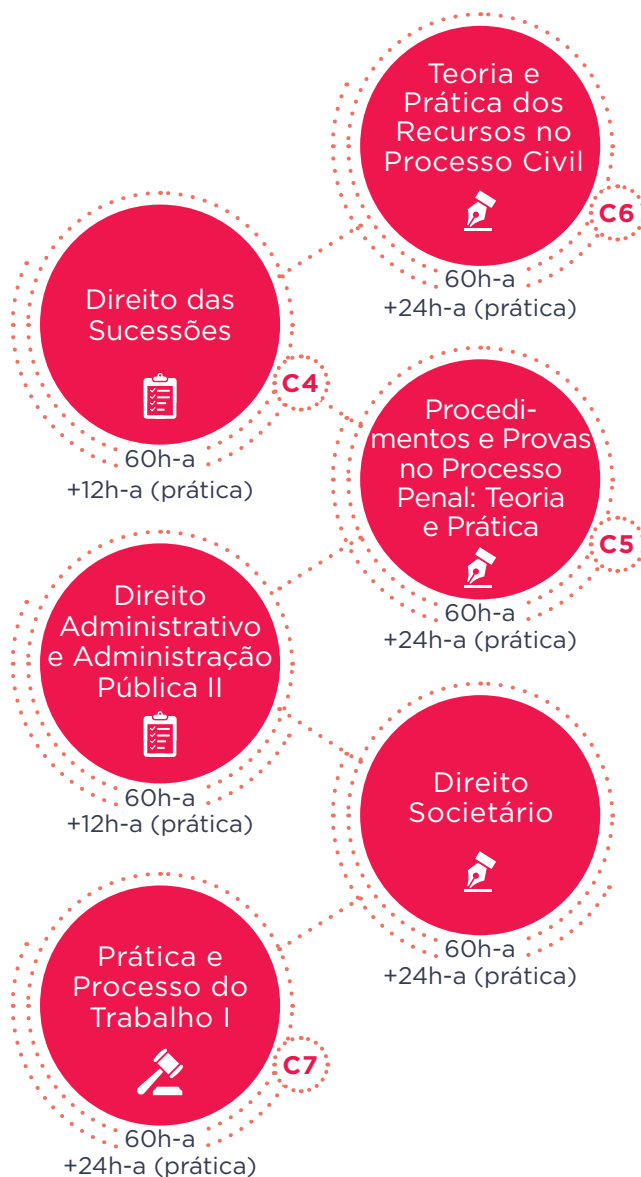 Teoria e
Prática dos
Recursos no
Processo Civil
C6
60h-a
+24h-a (prática)
Direito das
Sucessões
C4
60h-a
+12h-a (prática)
Procedi-
mentos e Provas
no Processo
Penal: Teoria
e Prática
C5
60h-a
+24h-a (prática)
Direito
Administrativo
e Administração
Pública II
60h-a
+12h-a (prática)
Direito
Societário
60h-a
+24h-a (prática)
Prática e
Processo do
Trabalho I
C7
60h-a
+24h-a (prática)